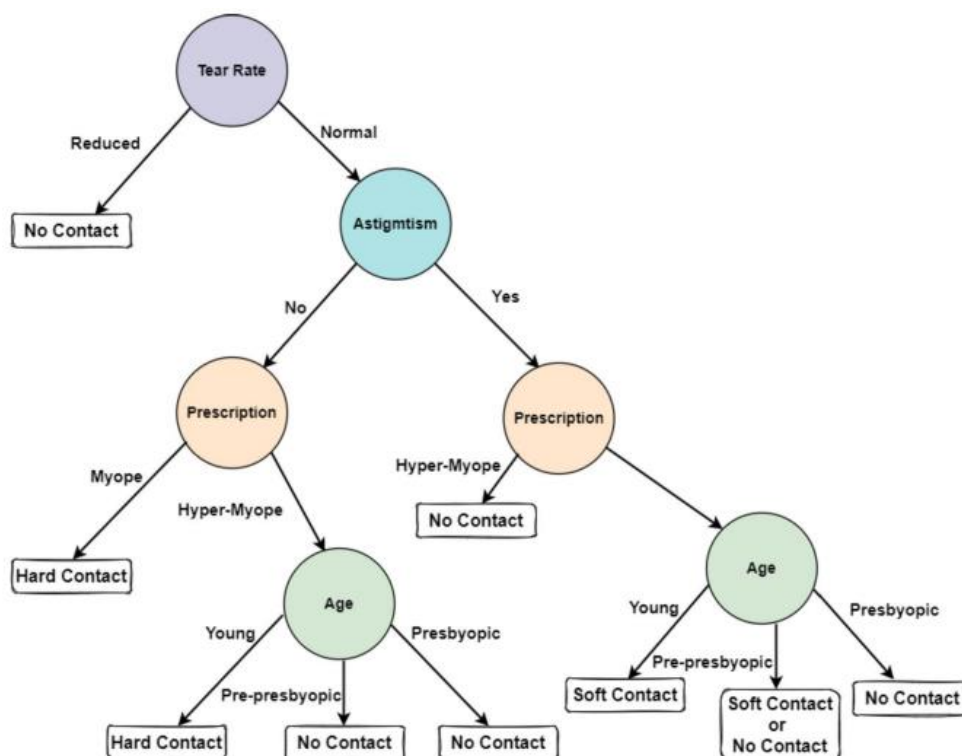 Tear Rate
Reduced
Normal
No Contact
Astigmtism
No
Yes
Prescription
Prescription
Myope
Hyper-Myope
Hyper-Myope
No Contact
Hard Contact
Age
Age
Young
Presbyopic
Pre-presbyopic
Young
Presbyopic
Pre-presbyopic
Hard Contact
No Contact
No Contact
Soft Contact
Soft Contact
or
No Contact
No Contact